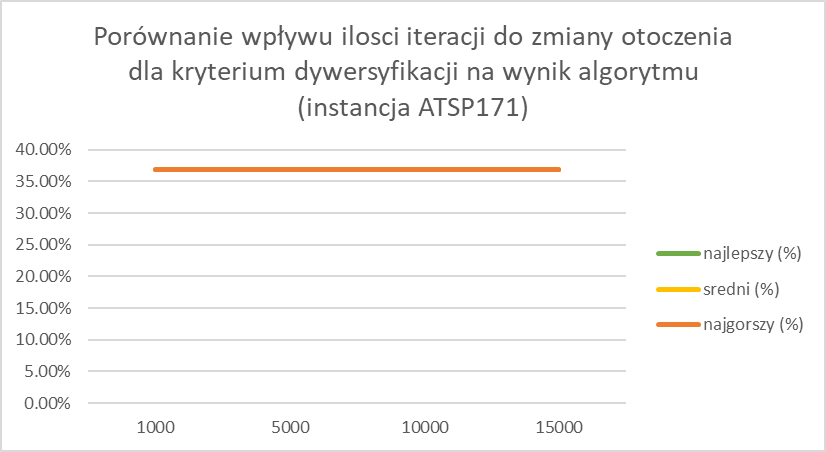 Porównanie wpływu ilosci iteracji do zmiany otoczenia
dla kryterium dywersyfikacji na wynik algorytmu
(instancja ATSP171)
40.00%
35.00%
30.00%
25.00%
20.00%
15.00%
10.00%
5.00%
0.00%
1000 5000 10000 15000
najlepszy (%)
sredni (%)
najgorszy (%)